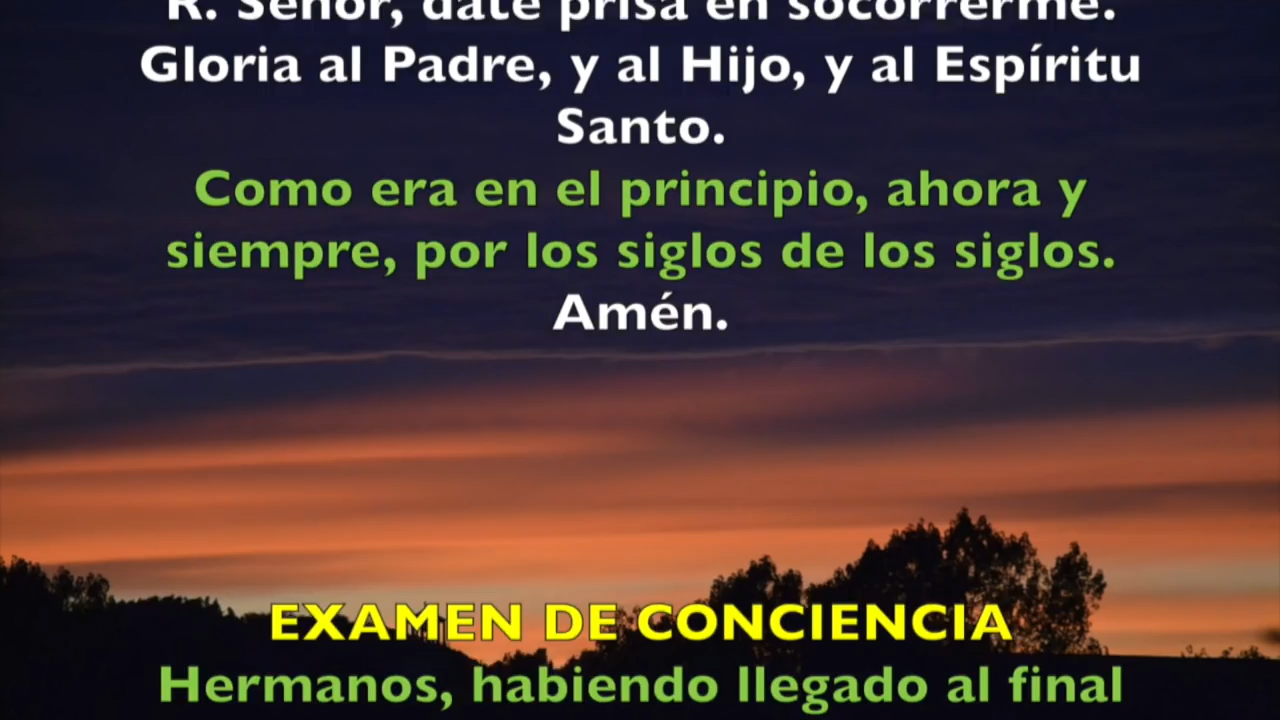 R. Señor, date prisa en socorrerme.
Gloria al Padre, y al Hijo, y al Espíritu
Santo.
Como era en el principio, ahora y
siempre, por los siglos de los siglos.
Amén.
EXAMEN DE CONCIENCIA
Hermanos, habiendo llegado al final